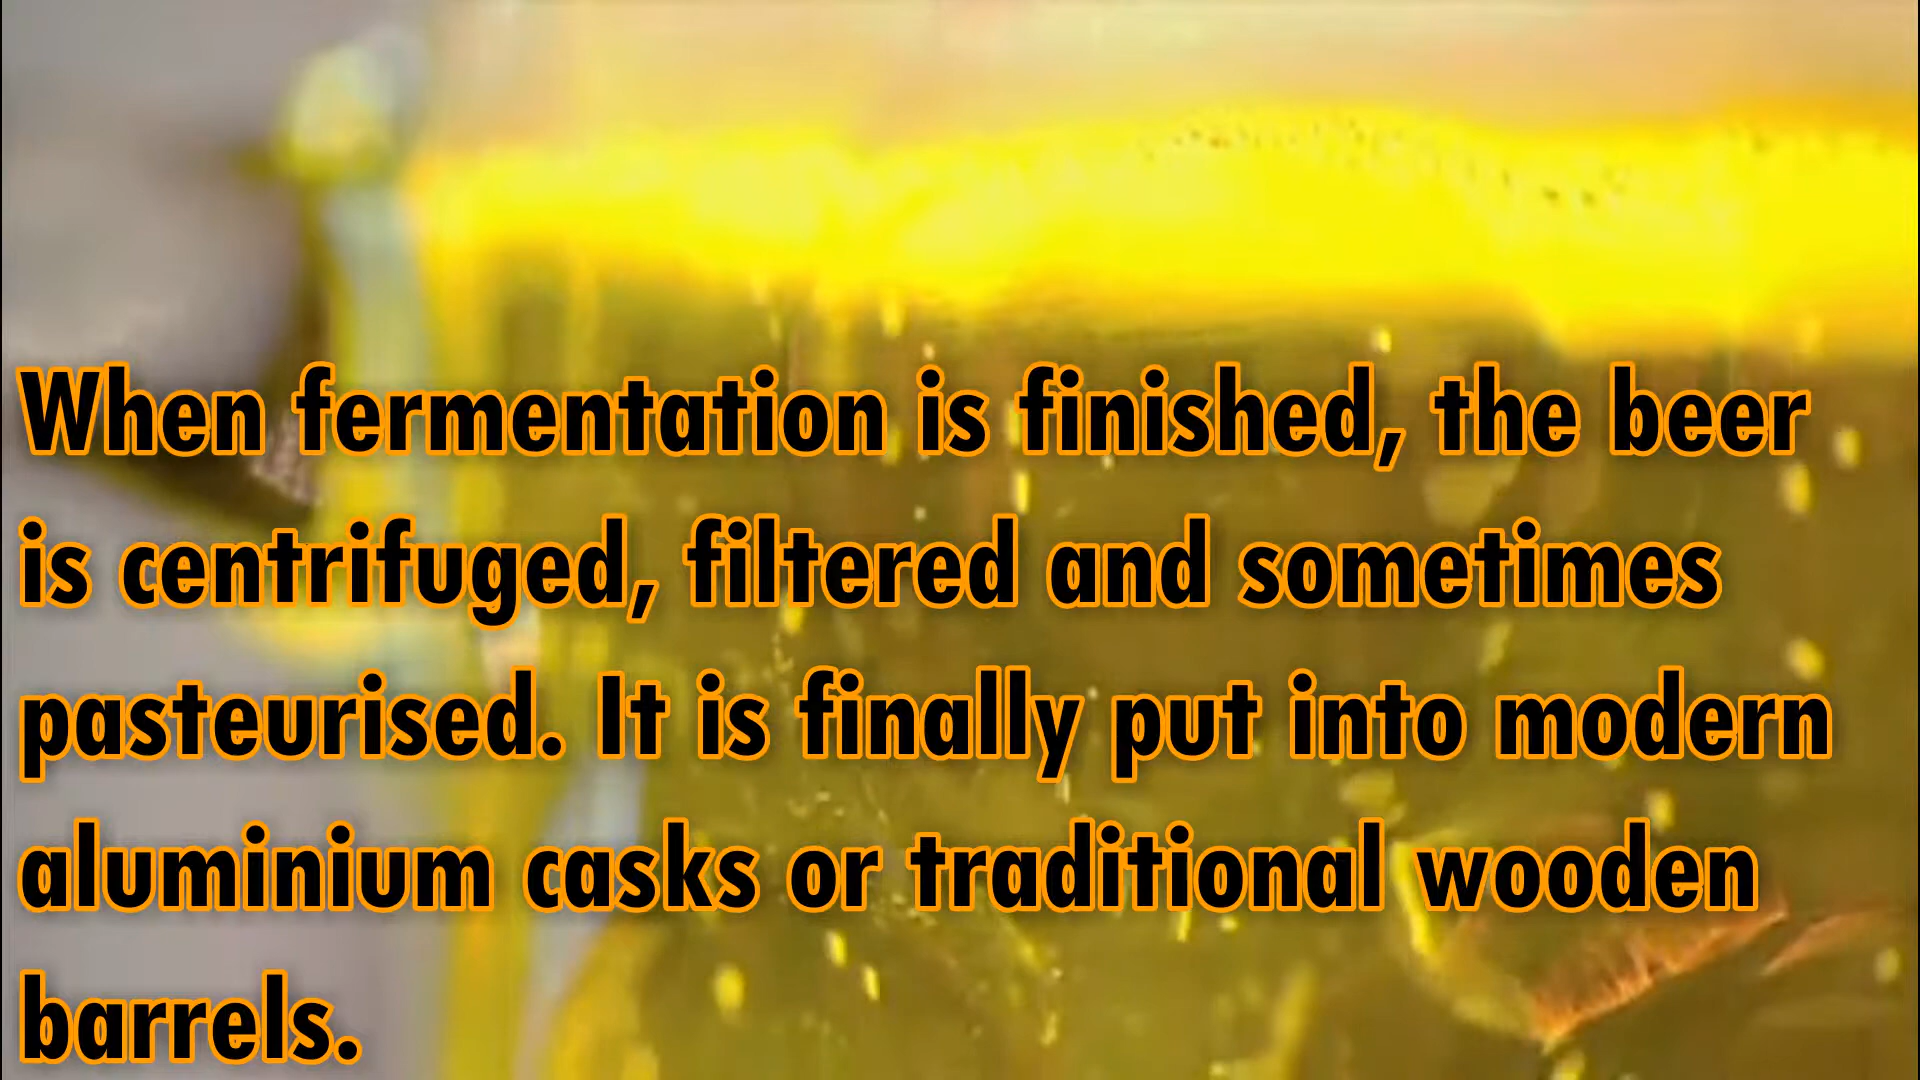 When fermentation is finished, the beer
is centrifuged, filtered and sometimes
pasteurised. It is finally put into modern
aluminium casks or traditional wooden
barrels.